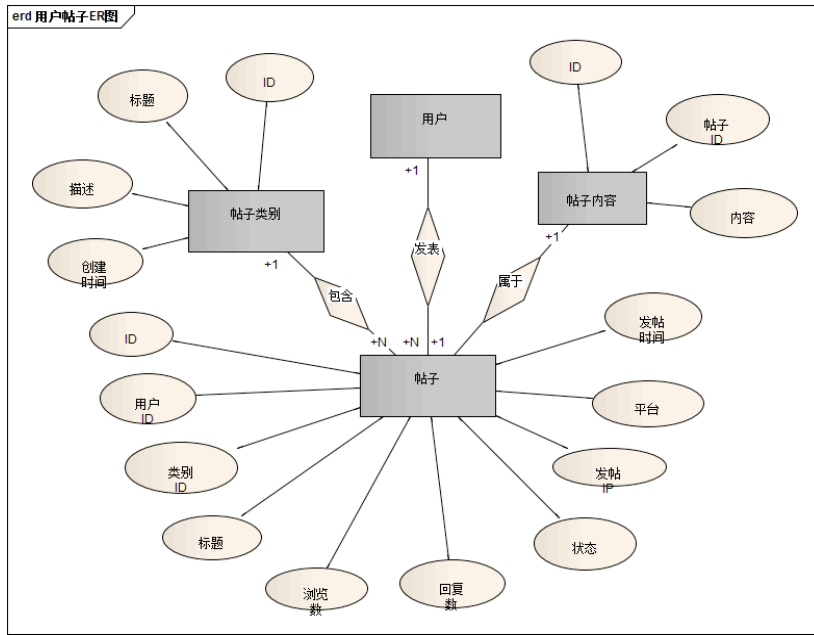 erd 用户帖子ER图
ID
标题
ID
用户
帖子
ID
描述
帖子类别
帖子内容
内容
+1
+1
创建
时间
+1
发表
包含
属于
发帖
时间
ID
+N
+N
+1
帖子
用户
ID
平台
类别
ID
发帖
IP
标题
状态
浏览
数
回复
数